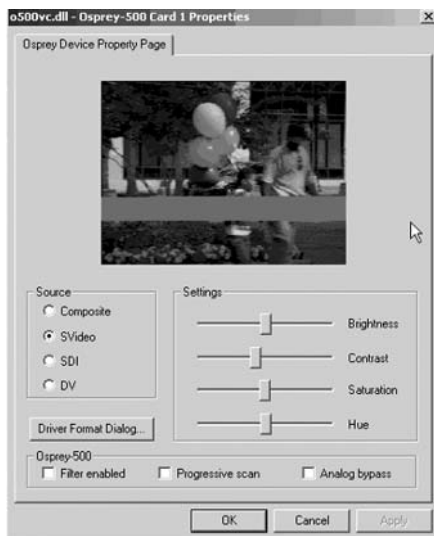 o500vc.dll - Osprey-500 Card 1 Properties
Osprey Device Property Page
Source
Composite
SVideo
SDI
DV
Settings
Brightness
Contrast
Saturation
Hue
Driver Format Dialog...
Osprey-500
Filter enabled
Progressive scan
Analog bypass
OK
Cancel
Apply